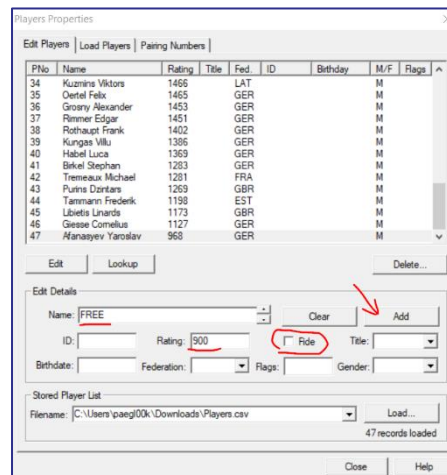 Players Properties
Edit Players Load Players Pairing Numbers
PNo Name Rating Title Fed. ID Birthday M/F Flags
34 Kuzmins Viktors 1466 LAT M
35 Oertel Felix 1465 GER M
36 Grosny Alexander 1453 GER M
37 Rimmer Edgar 1451 GER M
38 Rothaupt Frank 1402 GER M
39 Kungas Villu 1386 GER M
40 Habel Luca 1369 GER M
41 Birkel Stephan 1283 GER M
42 Tremeaux Michael 1281 FRA M
43 Purins Dzintars 1269 GBR M
44 Tammann Frederik 1198 EST M
45 Libietis Linards 1173 GBR M
46 Giesse Cornelius 1127 GER M
47 Afanasyev Yaroslav 968 GER M
Edit Lookup Delete...
Edit Details
Name: FREE Clear Add
ID: Rating: 900 Fide Title:
Birthdate: Federation: Flags: Gender:
Stored Player List
Filename: C:\Users\paegl00k\Downloads\Players.csv Load...
47 records loaded
Close Help